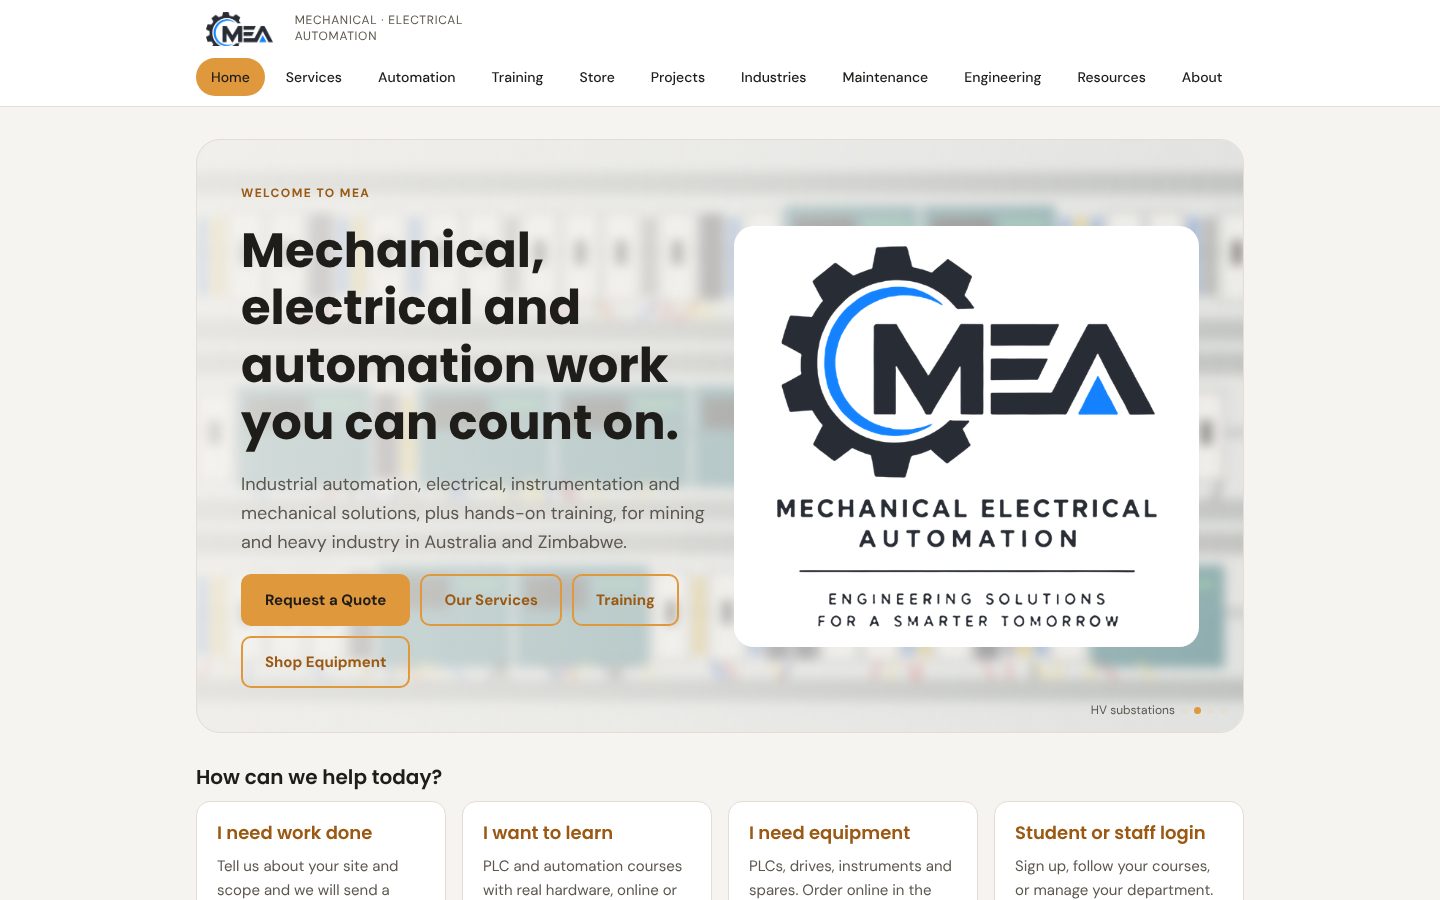 MEA
MECHANICAL · ELECTRICAL
AUTOMATION
Home
Services
Automation
Training
Store
Projects
Industries
Maintenance
Engineering
Resources
About
WELCOME TO MEA
Mechanical,
electrical and
automation work
you can count on.
Industrial automation, electrical, instrumentation and
mechanical solutions, plus hands-on training, for mining
and heavy industry in Australia and Zimbabwe.
Request a Quote
Our Services
Training
Shop Equipment
MEA
MECHANICAL ELECTRICAL
AUTOMATION
ENGINEERING SOLUTIONS
FOR A SMARTER TOMORROW
HV substations
How can we help today?
I need work done
Tell us about your site and
scope and we will send a
I want to learn
PLC and automation courses
with real hardware, online or
I need equipment
PLCs, drives, instruments and
spares. Order online in the
Student or staff login
Sign up, follow your courses,
or manage your department.